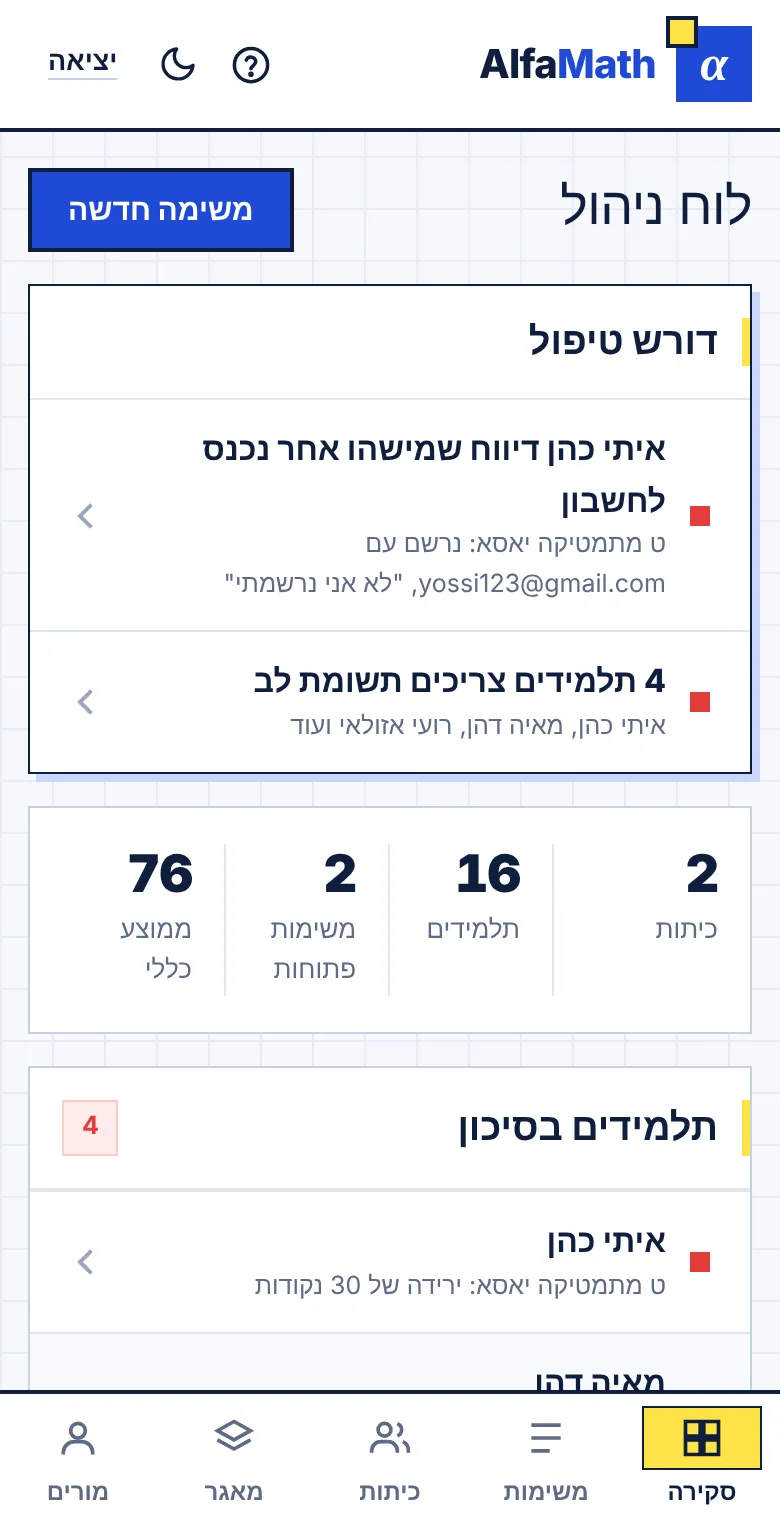 α
AlfaMath
יציאה
לוח ניהול
משימה חדשה
דורש טיפול
איתי כהן דיווח שמישהו אחר נכנס
לחשבון
ט מתמטיקה יאסא: נרשם עם
yossi123@gmail.com, "לא אני נרשמתי"
4 תלמידים צריכים תשומת לב
איתי כהן, מאיה דהן, רועי אזולאי ועוד
2
כיתות
16
תלמידים
2
משימות
פתוחות
76
ממוצע
כללי
תלמידים בסיכון
4
איתי כהן
ט מתמטיקה יאסא: ירידה של 30 נקודות
מאיה דהן
סקירה
משימות
כיתות
מאגר
מורים